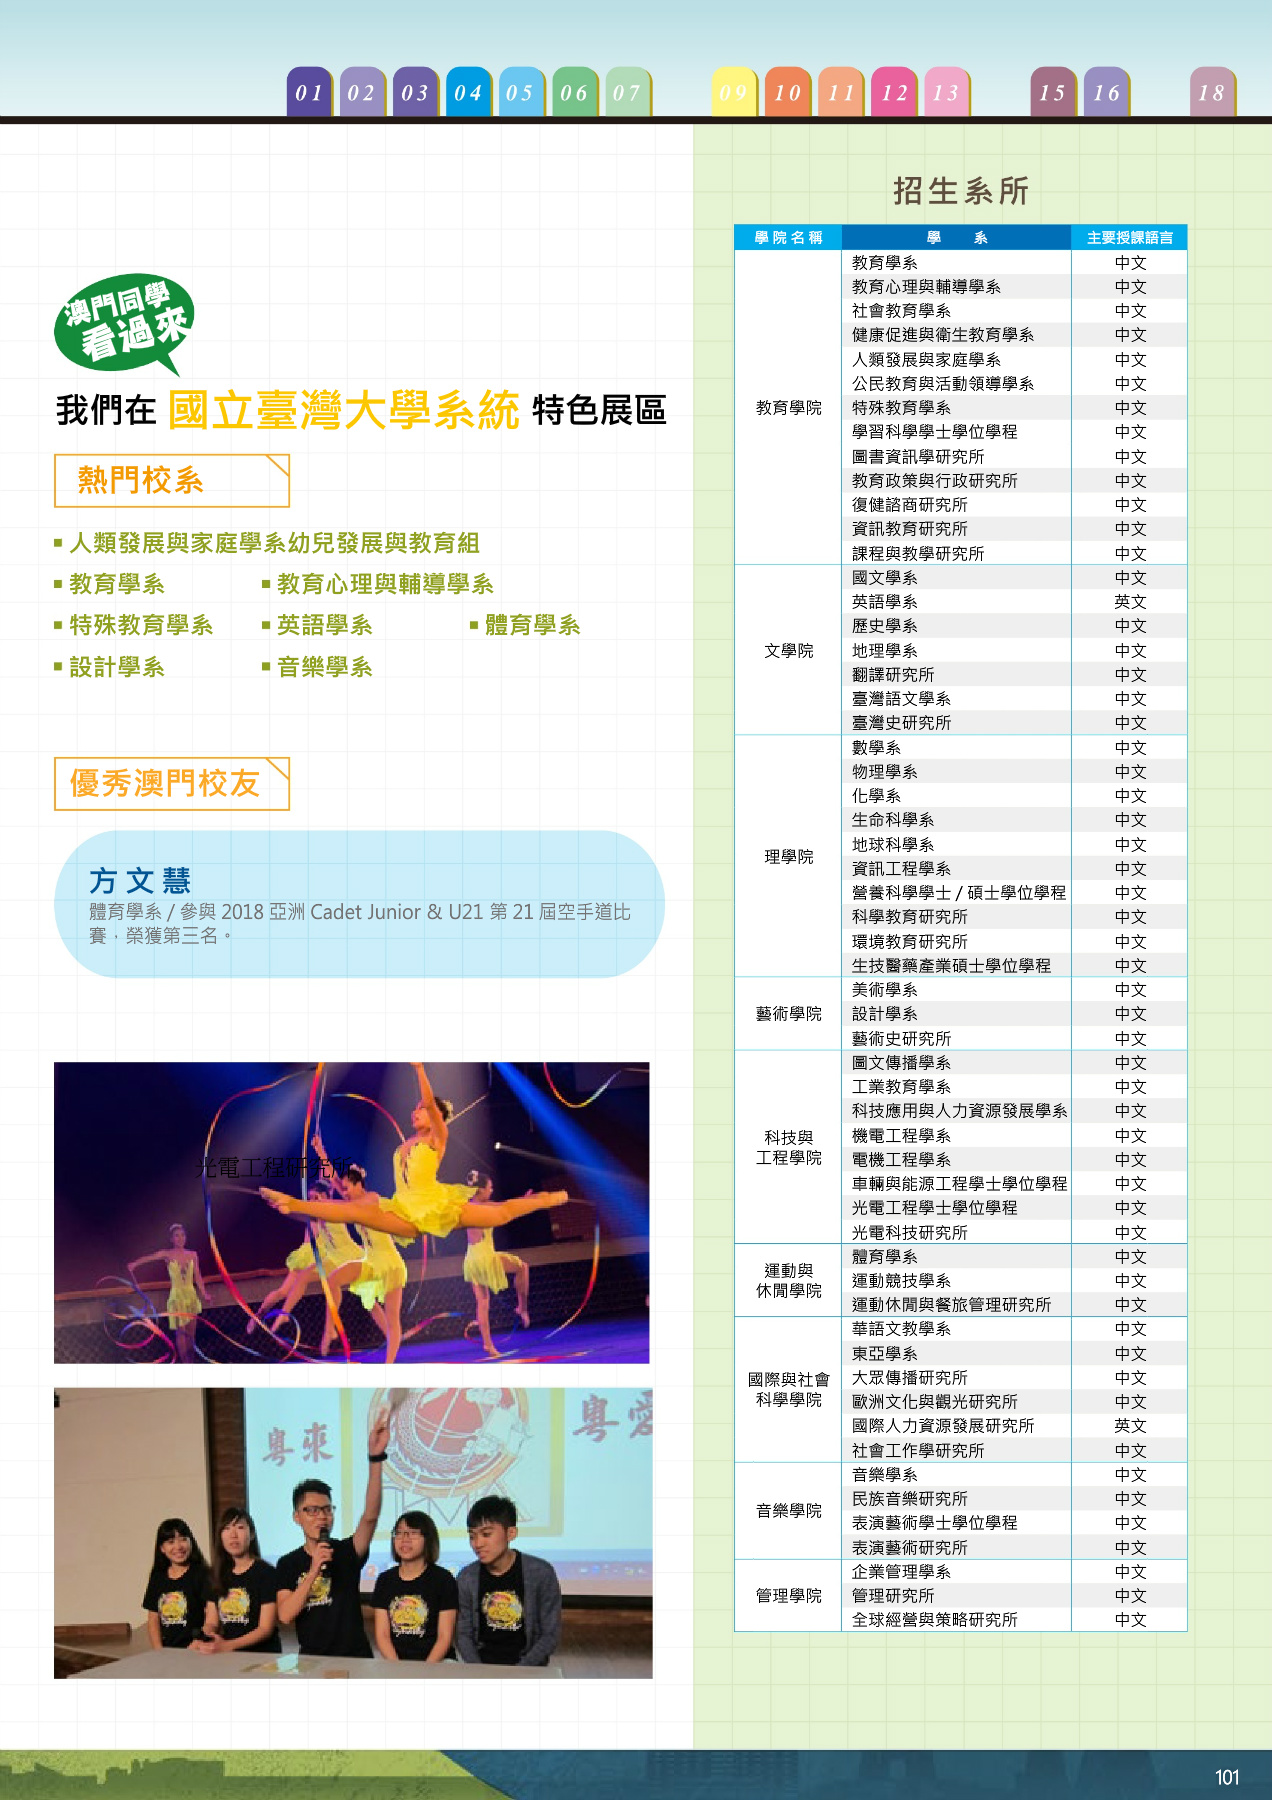 01 02 03 04 05 06 07 09 10 11 12 13 15 16 18
澳門同學
看過來
我們在 國立臺灣大學系統 特色展區
熱門校系
▪ 人類發展與家庭學系幼兒發展與教育組
▪ 教育學系 ▪ 教育心理與輔導學系
▪ 特殊教育學系 ▪ 英語學系 ▪ 體育學系
▪ 設計學系 ▪ 音樂學系
優秀澳門校友
方文慧
體育學系 / 參與 2018 亞洲 Cadet Junior & U21 第 21 屆空手道比
賽，榮獲第三名。
光電工程研究所
粵來
粵愛
招生系所
學院名稱 學系 主要授課語言
教育學院
教育學系 中文
教育心理與輔導學系 中文
社會教育學系 中文
健康促進與衛生教育學系 中文
人類發展與家庭學系 中文
公民教育與活動領導學系 中文
特殊教育學系 中文
學習科學學士學位學程 中文
圖書資訊學研究所 中文
教育政策與行政研究所 中文
復健諮商研究所 中文
資訊教育研究所 中文
課程與教學研究所 中文
文學院
國文學系 中文
英語學系 英文
歷史學系 中文
地理學系 中文
翻譯研究所 中文
臺灣語文學系 中文
臺灣史研究所 中文
理學院
數學系 中文
物理學系 中文
化學系 中文
生命科學系 中文
地球科學系 中文
資訊工程學系 中文
營養科學學士 / 碩士學位學程 中文
科學教育研究所 中文
環境教育研究所 中文
生技醫藥產業碩士學位學程 中文
藝術學院
美術學系 中文
設計學系 中文
藝術史研究所 中文
科技與
工程學院
圖文傳播學系 中文
工業教育學系 中文
科技應用與人力資源發展學系 中文
機電工程學系 中文
電機工程學系 中文
車輛與能源工程學士學位學程 中文
光電工程學士學位學程 中文
光電科技研究所 中文
運動與
休閒學院
體育學系 中文
運動競技學系 中文
運動休閒與餐旅管理研究所 中文
國際與社會
科學學院
華語文教學系 中文
東亞學系 中文
大眾傳播研究所 中文
歐洲文化與觀光研究所 中文
國際人力資源發展研究所 英文
社會工作學研究所 中文
音樂學院
音樂學系 中文
民族音樂研究所 中文
表演藝術學士學位學程 中文
表演藝術研究所 中文
管理學院
企業管理學系 中文
管理研究所 中文
全球經營與策略研究所 中文
101